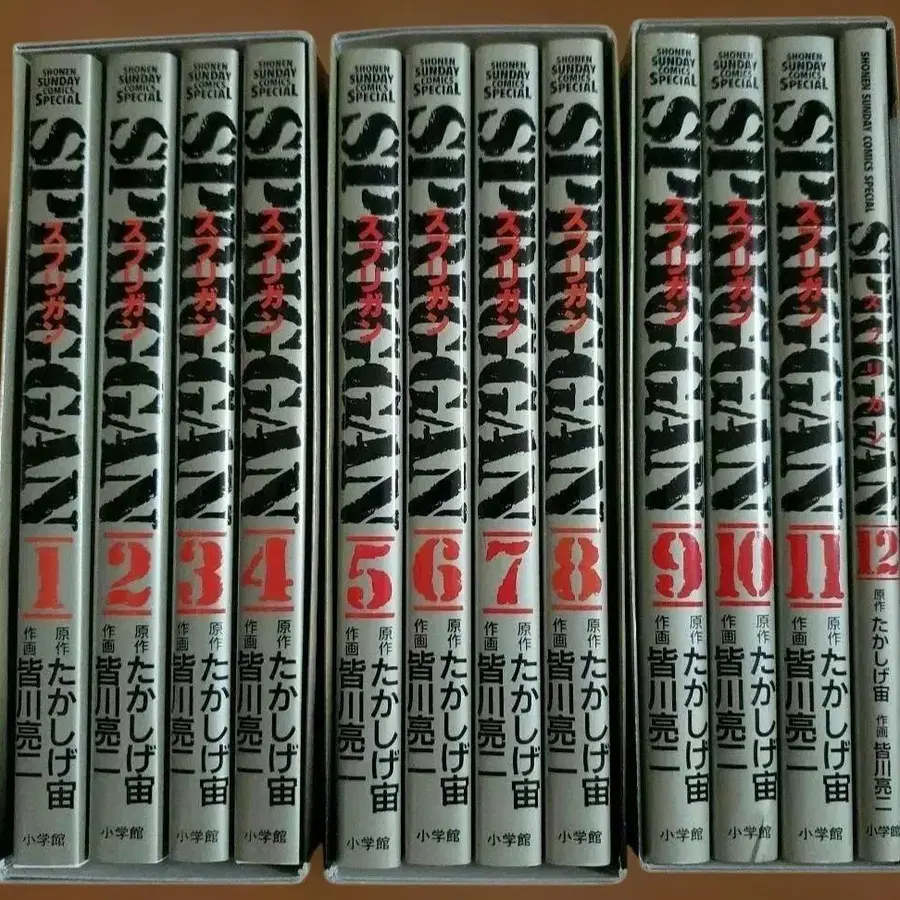 SHONEN
SUNDAY
COMICS
SPECIAL
SPRIGGAN
スプリガン
1
原作 たかしげ宙
作画 皆川亮二
小学館
SHONEN
SUNDAY
COMICS
SPECIAL
SPRIGGAN
スプリガン
2
原作 たかしげ宙
作画 皆川亮二
小学館
SHONEN
SUNDAY
COMICS
SPECIAL
SPRIGGAN
スプリガン
3
原作 たかしげ宙
作画 皆川亮二
小学館
SHONEN
SUNDAY
COMICS
SPECIAL
SPRIGGAN
スプリガン
4
原作 たかしげ宙
作画 皆川亮二
小学館
SHONEN
SUNDAY
COMICS
SPECIAL
SPRIGGAN
スプリガン
5
原作 たかしげ宙
作画 皆川亮二
小学館
SHONEN
SUNDAY
COMICS
SPECIAL
SPRIGGAN
スプリガン
6
原作 たかしげ宙
作画 皆川亮二
小学館
SHONEN
SUNDAY
COMICS
SPECIAL
SPRIGGAN
スプリガン
7
原作 たかしげ宙
作画 皆川亮二
小学館
SHONEN
SUNDAY
COMICS
SPECIAL
SPRIGGAN
スプリガン
8
原作 たかしげ宙
作画 皆川亮二
小学館
SHONEN
SUNDAY
COMICS
SPECIAL
SPRIGGAN
スプリガン
9
原作 たかしげ宙
作画 皆川亮二
小学館
SHONEN
SUNDAY
COMICS
SPECIAL
SPRIGGAN
スプリガン
10
原作 たかしげ宙
作画 皆川亮二
小学館
SHONEN
SUNDAY
COMICS
SPECIAL
SPRIGGAN
スプリガン
11
原作 たかしげ宙
作画 皆川亮二
小学館
SHONEN SUNDAY COMICS SPECIAL
SPRIGGAN
スプリガン
12
原作 たかしげ宙 作画 皆川亮二
小学館